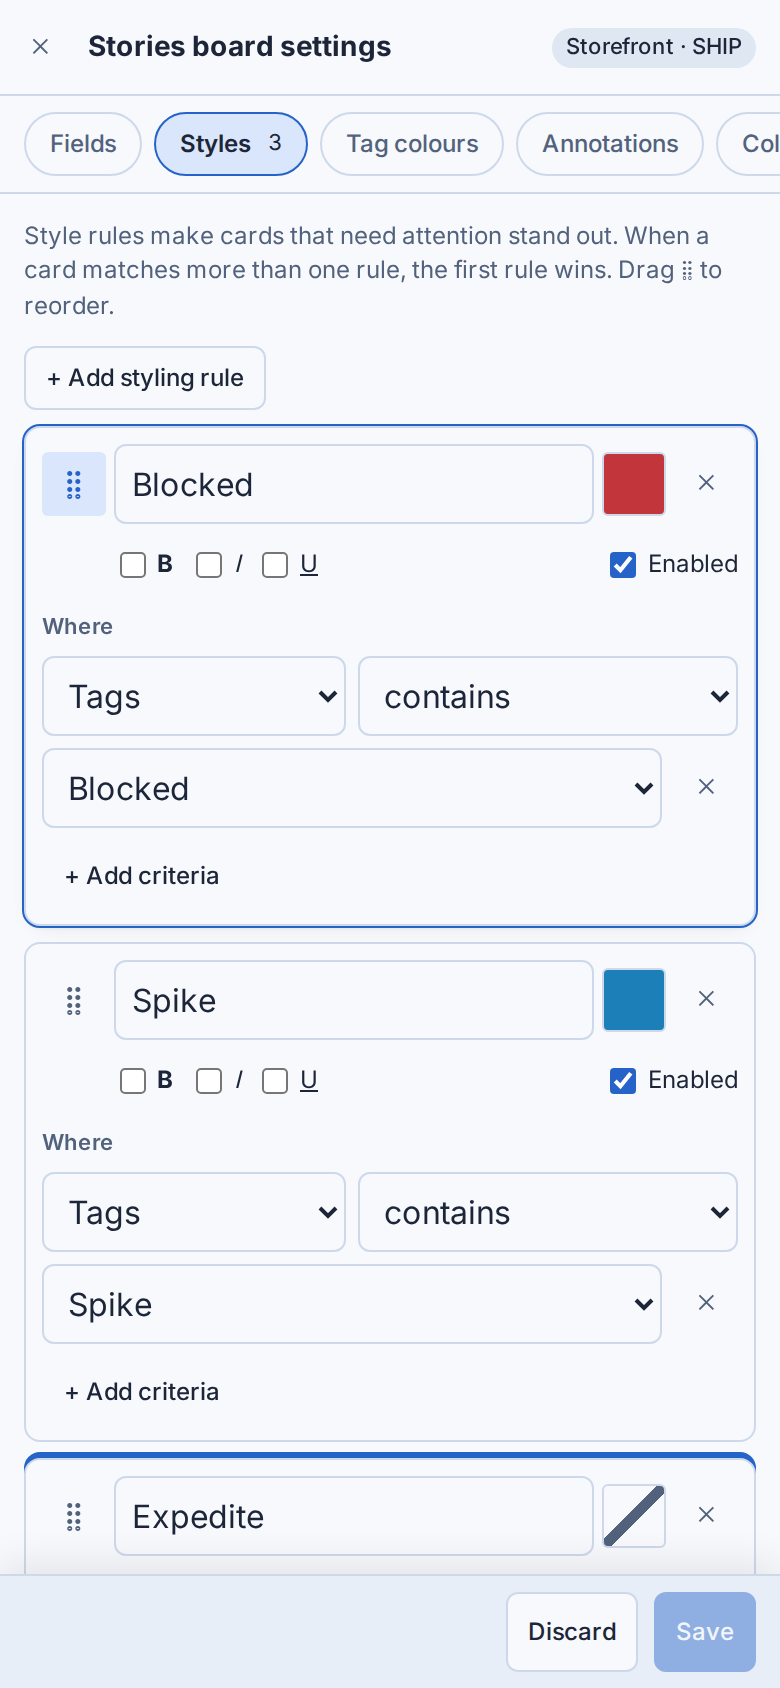 Stories board settings
Storefront · SHIP
Fields
Styles 3
Tag colours
Annotations
Col
Style rules make cards that need attention stand out. When a
card matches more than one rule, the first rule wins. Drag ⠿ to
reorder.
+ Add styling rule
Blocked
B
I
U
Enabled
Where
Tags
contains
Blocked
+ Add criteria
Spike
B
I
U
Enabled
Where
Tags
contains
Spike
+ Add criteria
Expedite
Discard
Save